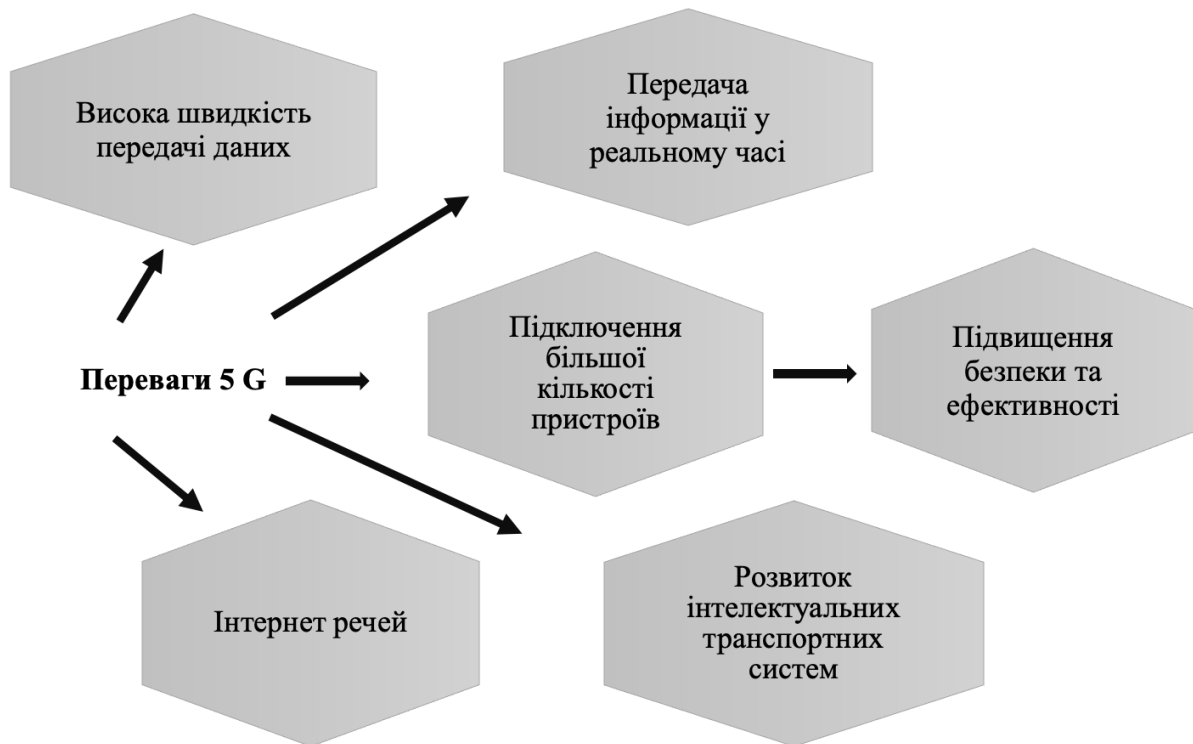 Висока швидкість
передачі даних
Передача
інформації у
реальному часі
Переваги 5 G
Підключення
більшої
кількості
пристроїв
Підвищення
безпеки та
ефективності
Інтернет речей
Розвиток
інтелектуальних
транспортних
систем